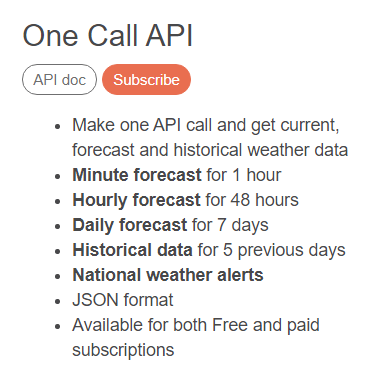 One Call API
API doc Subscribe
Make one API call and get current,
forecast and historical weather data
Minute forecast for 1 hour
Hourly forecast for 48 hours
Daily forecast for 7 days
Historical data for 5 previous days
National weather alerts
JSON format
Available for both Free and paid
subscriptions